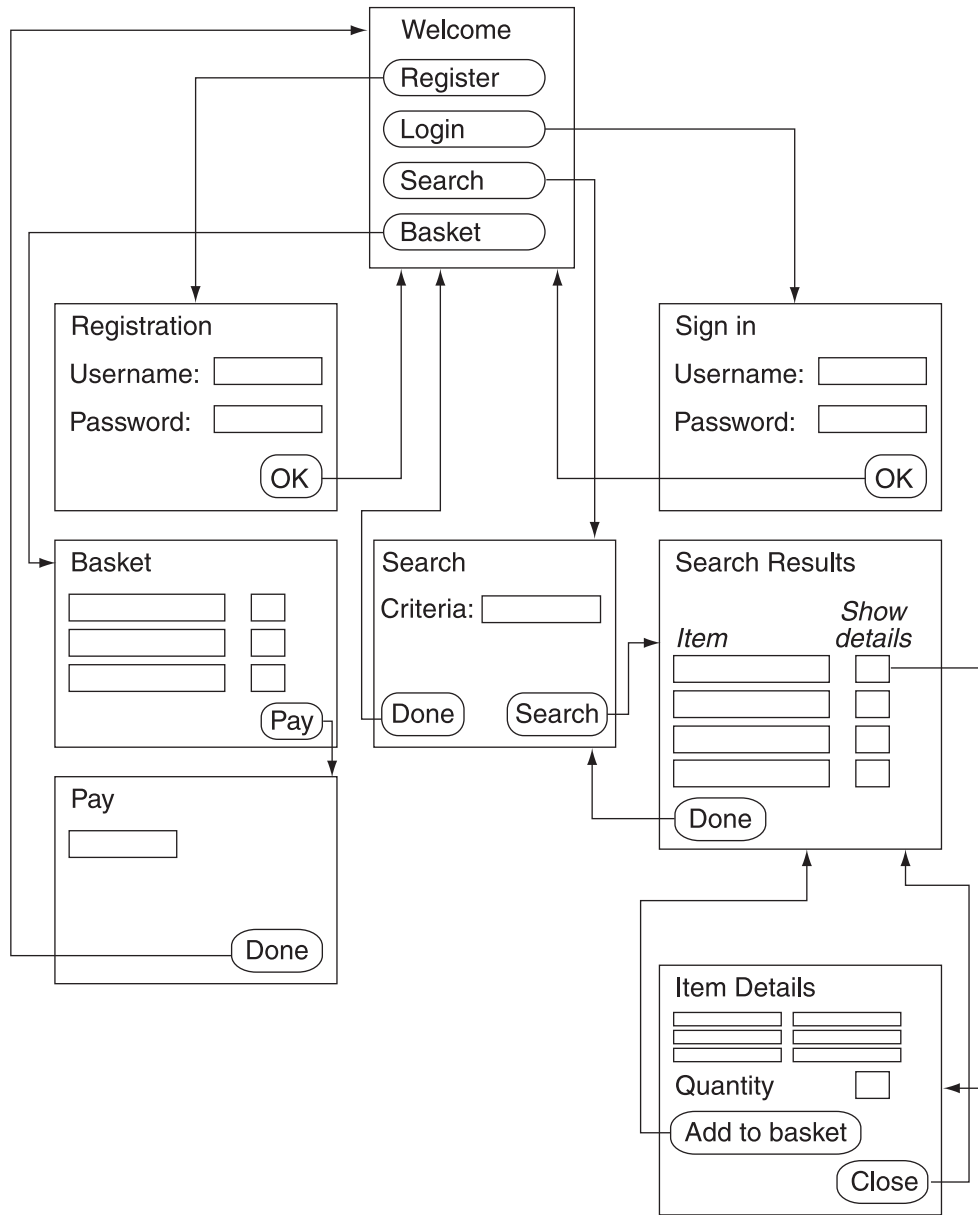 Welcome
Register
Login
Search
Basket
Registration
Username:
Password:
OK
Sign in
Username:
Password:
OK
Basket
Pay
Search
Criteria:
Done
Search
Search Results
Item
Show
details
Done
Pay
Done
Item Details
Quantity
Add to basket
Close